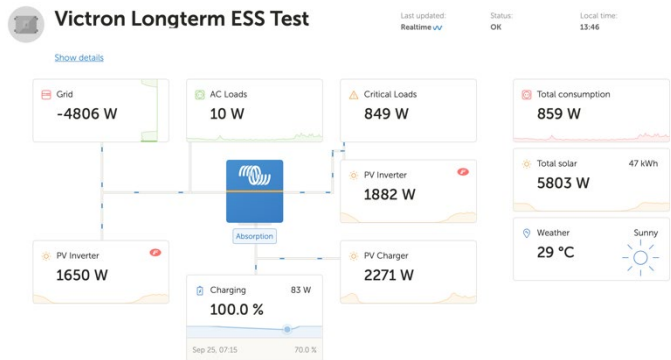 Victron Longterm ESS Test
Last updated:
Realtime
Status:
OK
Local time:
13:46
Show details
Grid
-4806 W
AC Loads
10 W
Critical Loads
849 W
Total consumption
859 W
PV Inverter
1882 W
Total solar
47 kWh
5803 W
Absorption
PV Inverter
1650 W
PV Charger
2271 W
Weather
Sunny
29 °C
Charging
83 W
100.0 %
Sep 25, 07:15
70.0 %